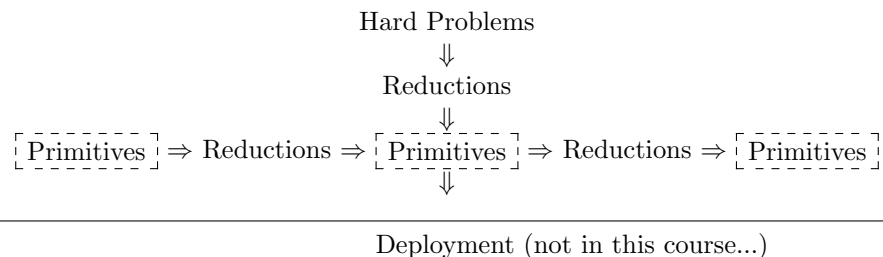 Hard Problems
⇓
Reductions
⇓
Primitives ⇒ Reductions ⇒ Primitives ⇒ Reductions ⇒ Primitives
⇓
Deployment (not in this course...)